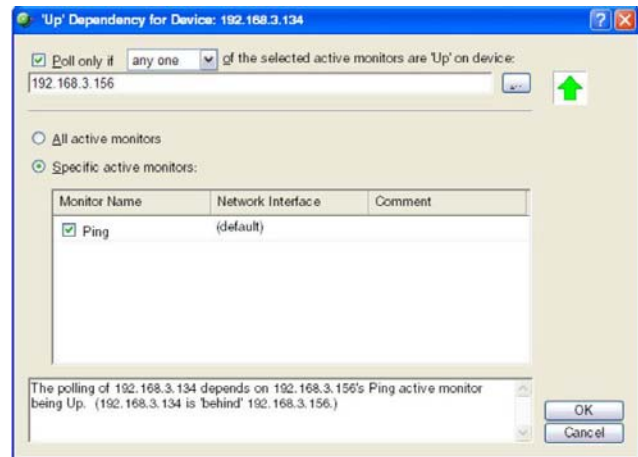 'Up' Dependency for Device: 192.168.3.134
Poll only if any one of the selected active monitors are 'Up' on device:
192.168.3.156
...
All active monitors
Specific active monitors:
Monitor Name Network Interface Comment
Ping (default)
The polling of 192.168.3.134 depends on 192.168.3.156's Ping active monitor
being Up. (192.168.3.134 is 'behind' 192.168.3.156.)
OK
Cancel